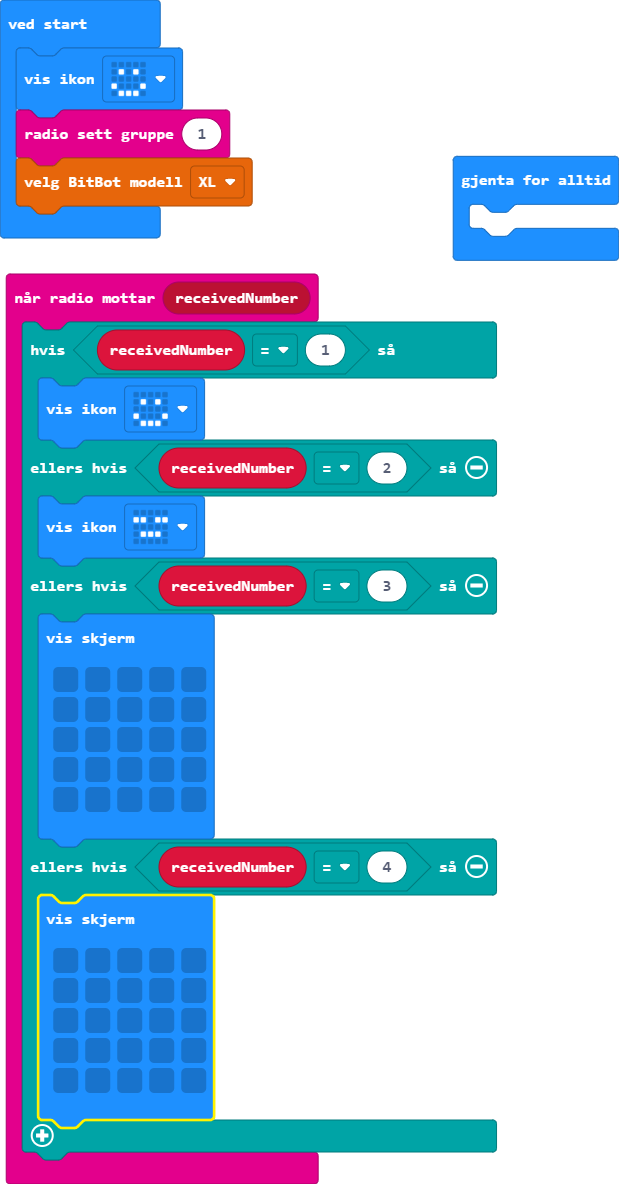 ved start
vis ikon
radio sett gruppe 1
velg BitBot modell XL
gjenta for alltid
når radio mottar receivedNumber
hvis receivedNumber = 1 så
vis ikon
ellers hvis receivedNumber = 2 så
vis ikon
ellers hvis receivedNumber = 3 så
vis skjerm
ellers hvis receivedNumber = 4 så
vis skjerm